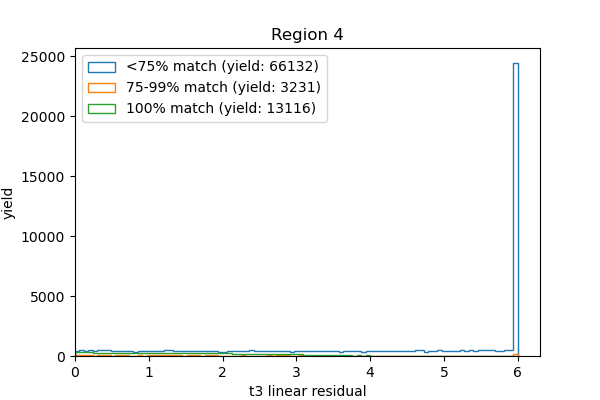 Region 4
<75% match (yield: 66132)
75-99% match (yield: 3231)
100% match (yield: 13116)
25000
20000
15000
10000
5000
0
yield
0 1 2 3 4 5 6
t3 linear residual